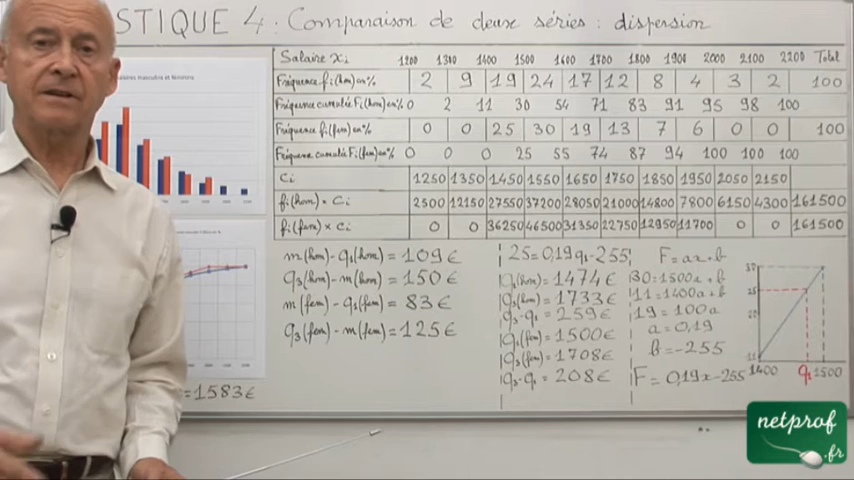 STIQUE 4. Comparaison de deux séries : dispersion
Salaire xi 1200 1300 1400 1500 1600 1700 1800 1900 2000 2100 2200 Total
Fréquence fi(hom) en % 2 9 19 24 17 12 8 4 3 2 100
Fréquence cumulée Fi(hom) en % 0 2 11 30 54 71 83 91 95 98 100
Fréquence fi(fem) en % 0 0 25 30 19 13 7 6 0 0 100
Fréquence cumulée Fi(fem) en % 0 0 0 25 55 74 87 94 100 100 100
Ci 1250 1350 1450 1550 1650 1750 1850 1950 2050 2150
fi(hom) × Ci 2500 12150 27550 37200 28050 21000 14800 7800 6150 4300 161500
fi(fem) × Ci 0 0 36250 46500 31350 22750 12950 11700 0 0 161500
salaires masculins et féminins
m(hom) - q1(hom) = 109€
q3(hom) - m(hom) = 150€
m(fem) - q1(fem) = 83€
q3(fem) - m(fem) = 125€
= 1583€
25 = 0,19q1 - 255
q1(hom) = 1474€
q3(hom) = 1733€
q3 - q1 = 259€
q1(fem) = 1500€
q3(fem) = 1708€
q3 - q1 = 208€
F = ax + b
30 = 1500a + b
11 = 1400a + b
19 = 100a
a = 0,19
b = -255
F = 0,19x - 255
30
25
20
11
1400 q1 1500
netprof
.fr